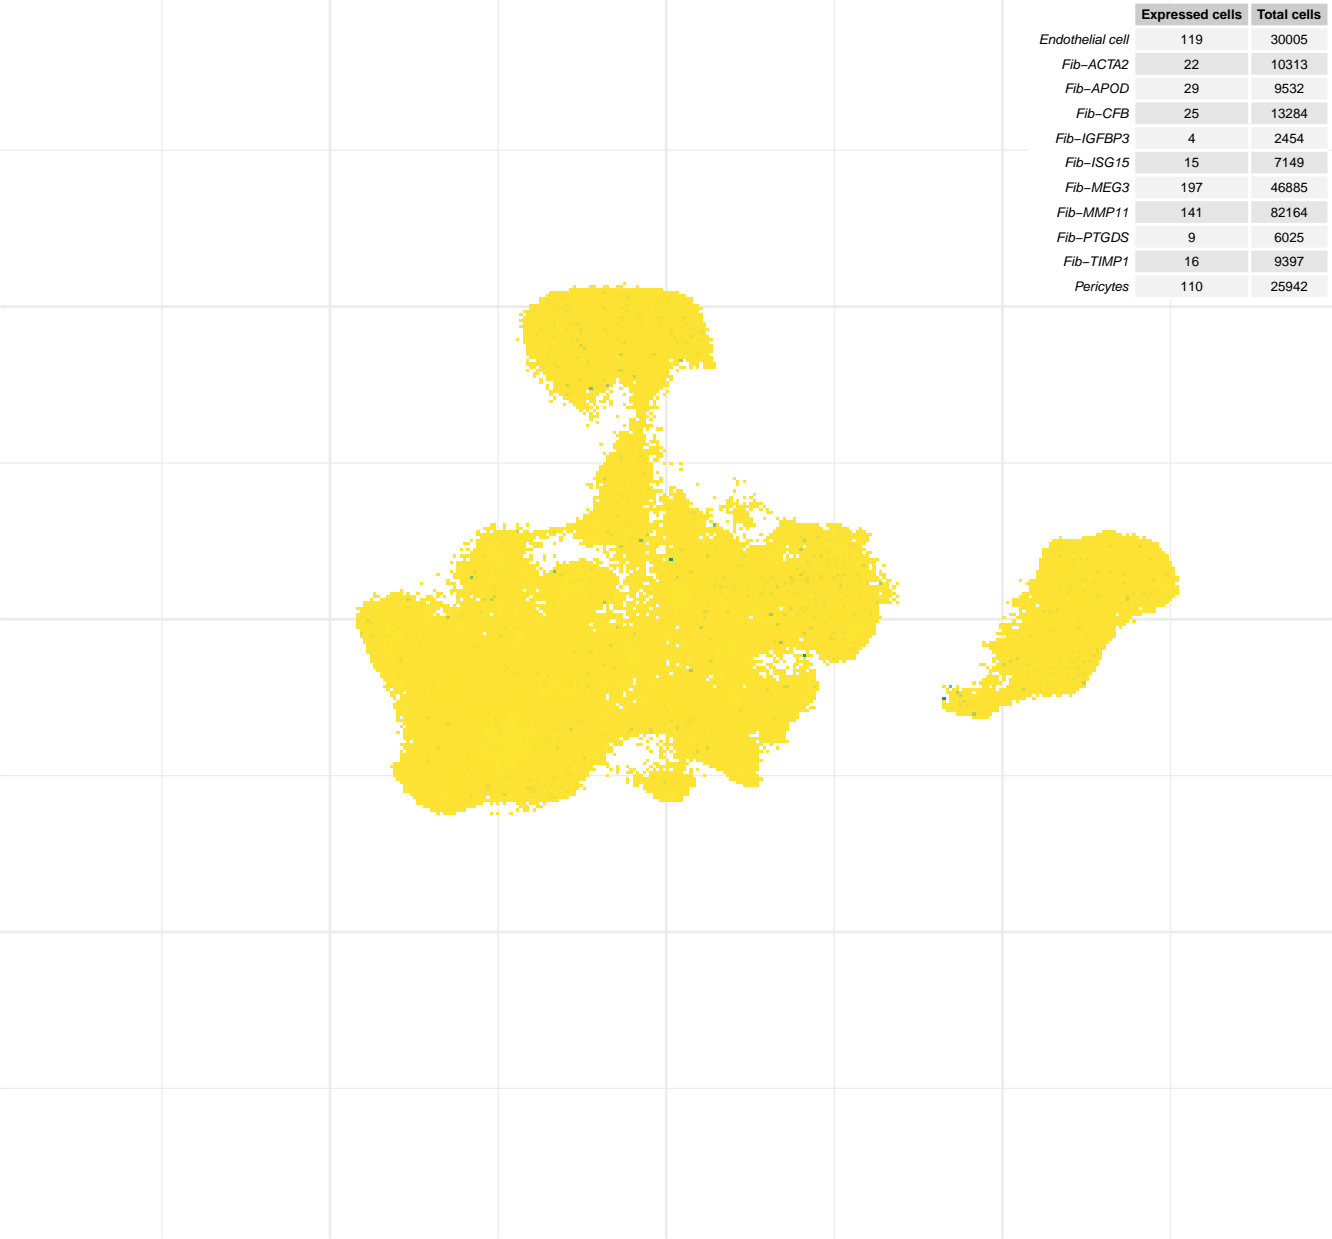 Expressed cells Total cells
Endothelial cell 119 30005
Fib−ACTA2 22 10313
Fib−APOD 29 9532
Fib−CFB 25 13284
Fib−IGFBP3 4 2454
Fib−ISG15 15 7149
Fib−MEG3 197 46885
Fib−MMP11 141 82164
Fib−PTGDS 9 6025
Fib−TIMP1 16 9397
Pericytes 110 25942